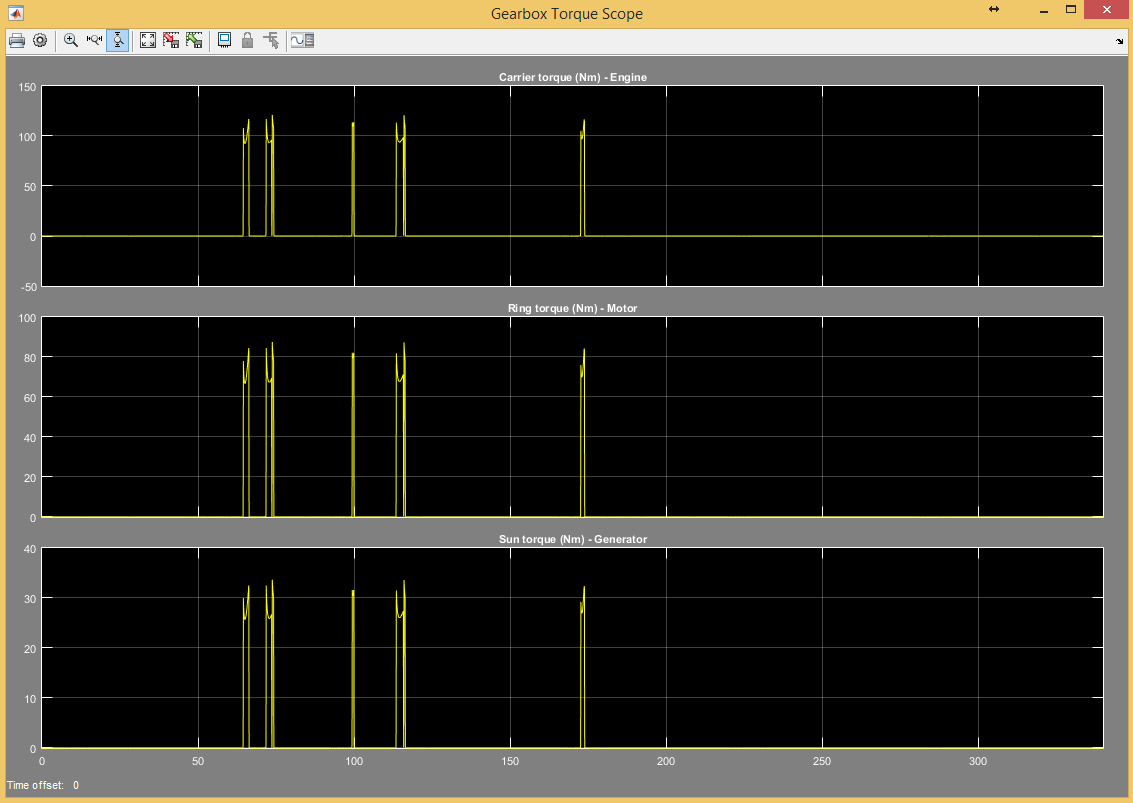 Gearbox Torque Scope
Carrier torque (Nm) - Engine
150
100
50
0
-50
Ring torque (Nm) - Motor
100
80
60
40
20
0
Sun torque (Nm) - Generator
40
30
20
10
0
0 50 100 150 200 250 300
Time offset: 0